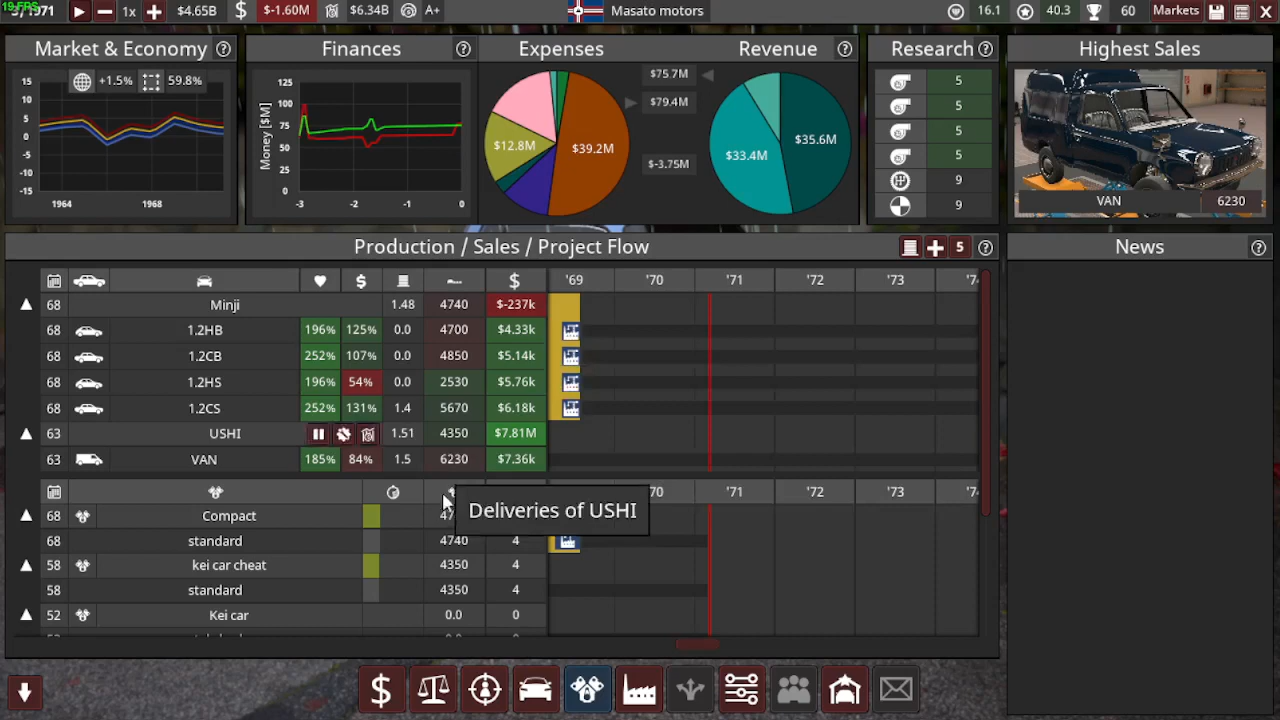 19 FPS
3/1971 1x $4.65B $ $-1.60M $6.34B A+ Masato motors 16.1 40.3 60 Markets
Market & Economy
+1.5% 59.8%
15
10
5
0
-5
-10
-15
1964 1968
Finances
Money [$M]
125
100
75
50
25
0
-3 -2 -1 0
Expenses Revenue
$12.8M $39.2M
$75.7M
$79.4M
$-3.75M
$33.4M $35.6M
Research
5
5
5
5
9
9
Highest Sales
VAN 6230
Production / Sales / Project Flow 5
$ $ '69 '70 '71 '72 '73
68 Minji 1.48 4740 $-237k
68 1.2HB 196% 125% 0.0 4700 $4.33k
68 1.2CB 252% 107% 0.0 4850 $5.14k
68 1.2HS 196% 54% 0.0 2530 $5.76k
68 1.2CS 252% 131% 1.4 5670 $6.18k
63 USHI 1.51 4350 $7.81M
63 VAN 185% 84% 1.5 6230 $7.36k
'71 '72 '73
Deliveries of USHI
68 Compact
68 standard 4740 4
58 kei car cheat 4350 4
58 standard 4350 4
52 Kei car 0.0 0
News
$